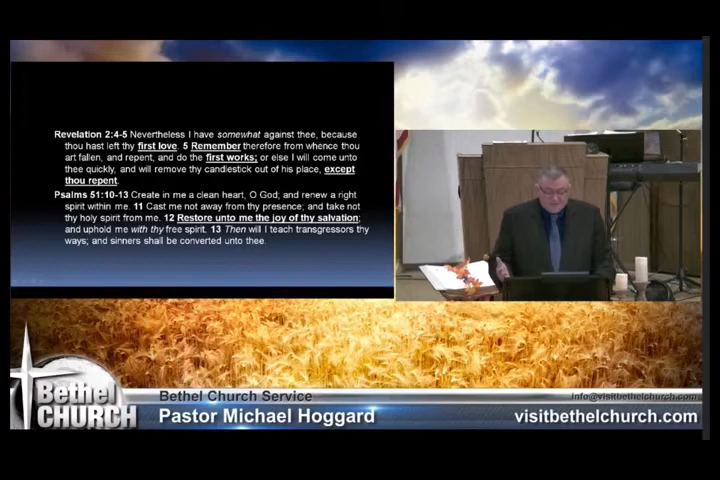 Revelation 2:4-5 Nevertheless I have somewhat against thee, because
thou hast left thy first love. 5 Remember therefore from whence thou
art fallen, and repent, and do the first works; or else I will come unto
thee quickly, and will remove thy candlestick out of his place, except
thou repent.
Psalms 51:10-13 Create in me a clean heart, O God; and renew a right
spirit within me. 11 Cast me not away from thy presence; and take not
thy holy spirit from me. 12 Restore unto me the joy of thy salvation;
and uphold me with thy free spirit. 13 Then will I teach transgressors thy
ways; and sinners shall be converted unto thee.
Bethel
CHURCH
Bethel Church Service
info@visitbethelchurch.com
Pastor Michael Hoggard
visitbethelchurch.com